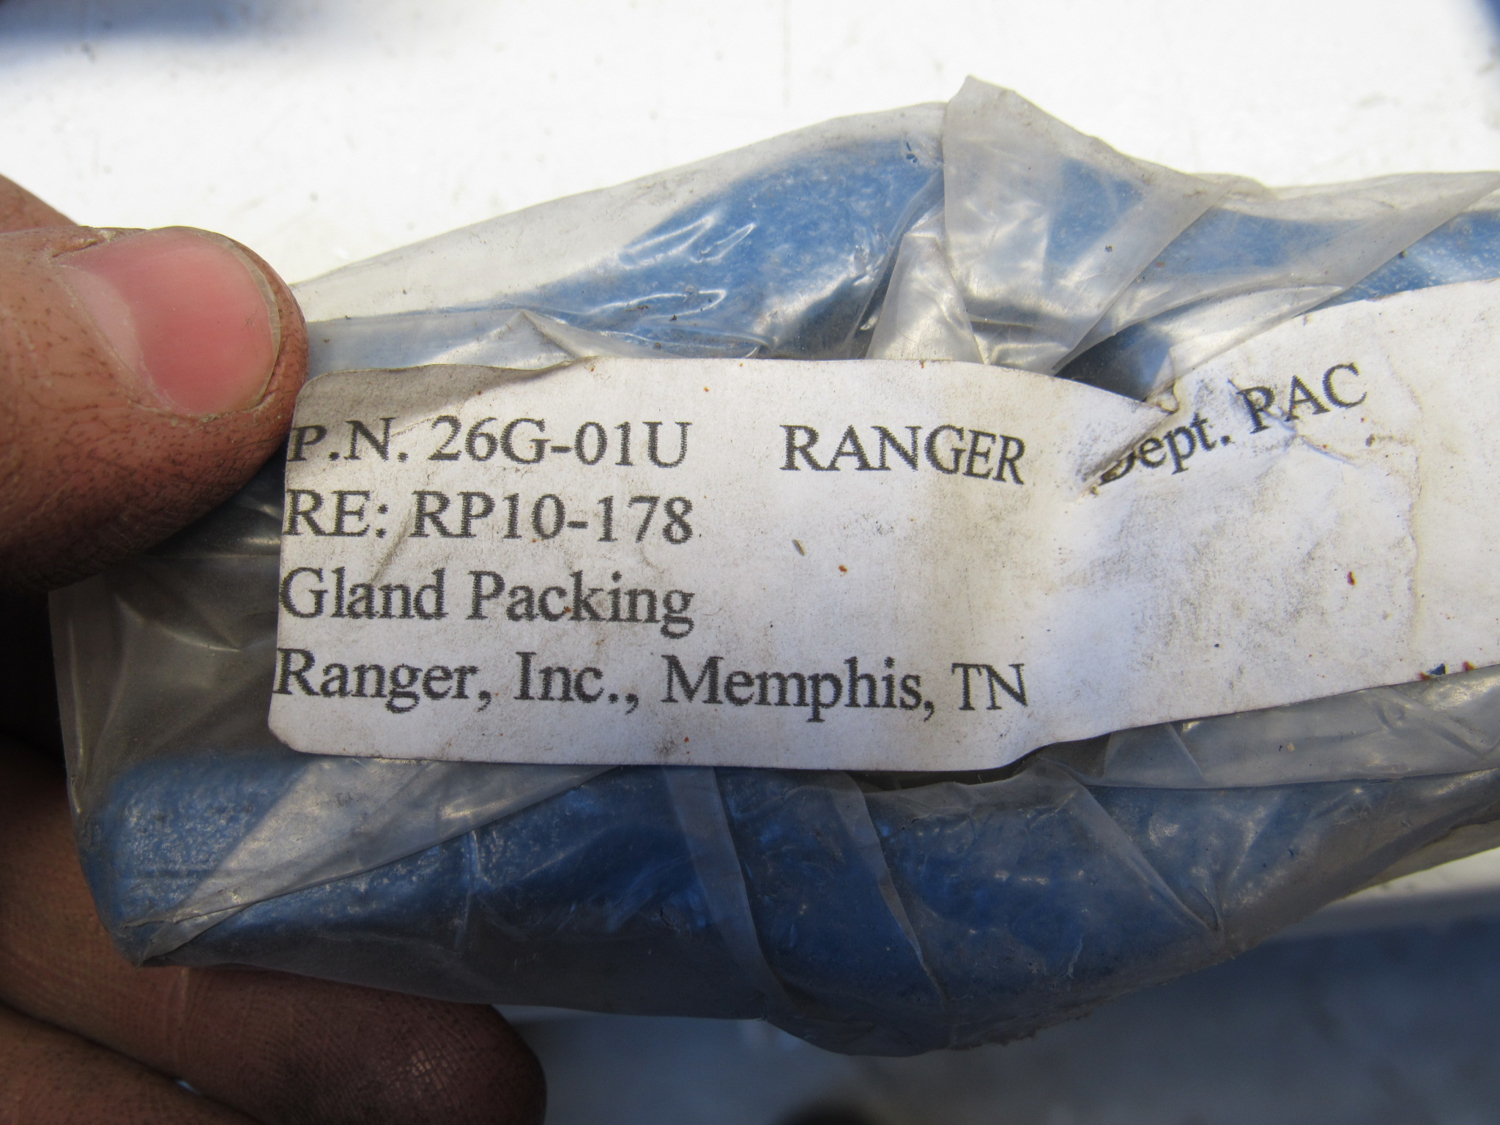 P.N. 26G-01U RANGER Dept. RAC
RE: RP10-178
Gland Packing
Ranger, Inc., Memphis, TN